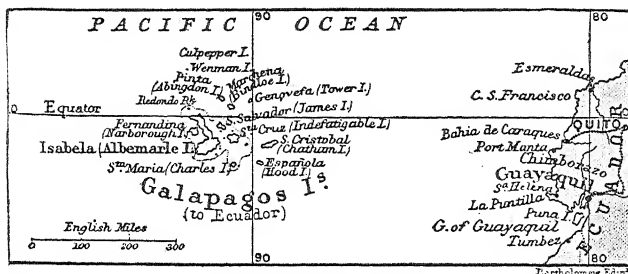 PACIFIC OCEAN
90
80
Culpepper I.
Wenman I.
Pinta
(Abingdon I.)
Marchena
(Bindloe I.)
Genovefa (Tower I.)
Redondo Rk.
Equator
0
S. Salvador (James I.)
Fernandina
(Narborough I.)
Sta. Cruz (Indefatigable I.)
Isabela (Albemarle I.)
S. Cristobal
(Chatham I.)
Sta. Maria (Charles I.)
Española
(Hood I.)
Galapagos Is.
(to Ecuador)
English Miles
0 100 200 300
Esmeraldas
C. S. Francisco
QUITO
Bahia de Caraques
Port Manta
Chimborazo
Guayaquil
Sa. Helena
La Puntilla
Puna I.
G. of Guayaquil
Tumbez
ECUADOR
90
80